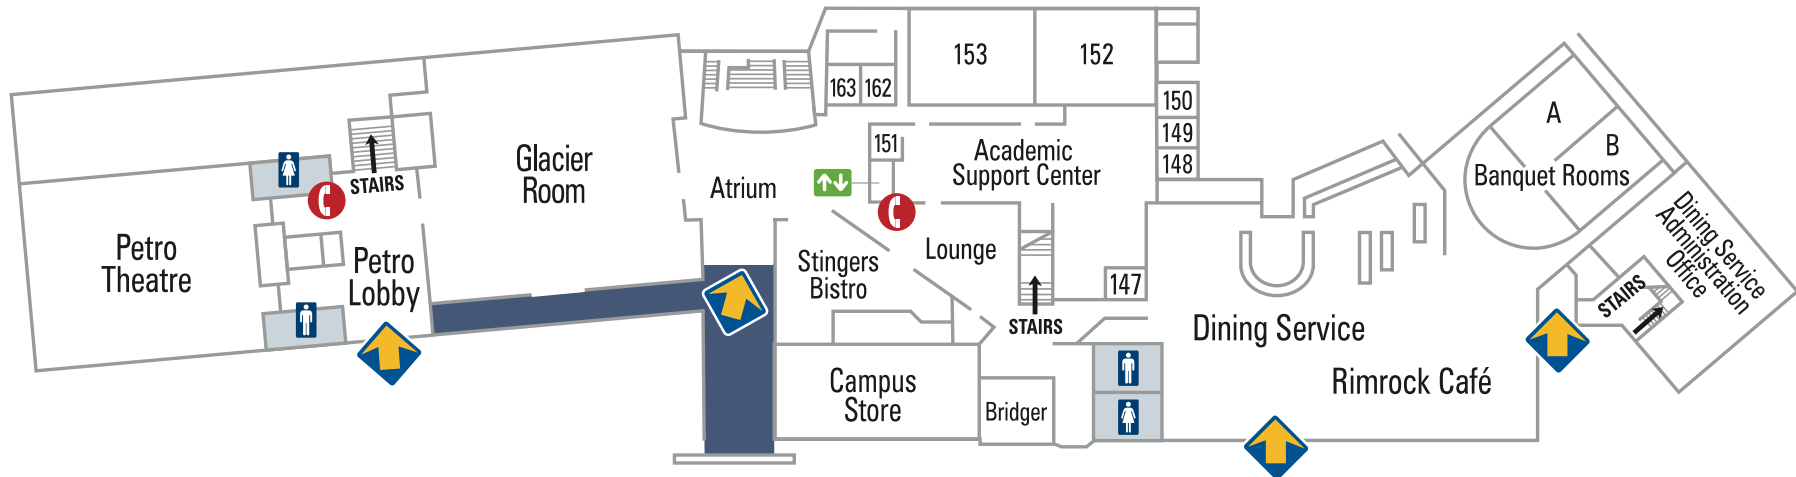 Petro
Theatre
STAIRS
Petro
Lobby
Glacier
Room
Atrium
163
162
153
152
151
150
149
148
Academic
Support Center
Stingers
Bistro
Lounge
STAIRS
147
Campus
Store
Bridger
Dining Service
Rimrock Café
A
B
Banquet Rooms
Dining Service
Administration
Office
STAIRS